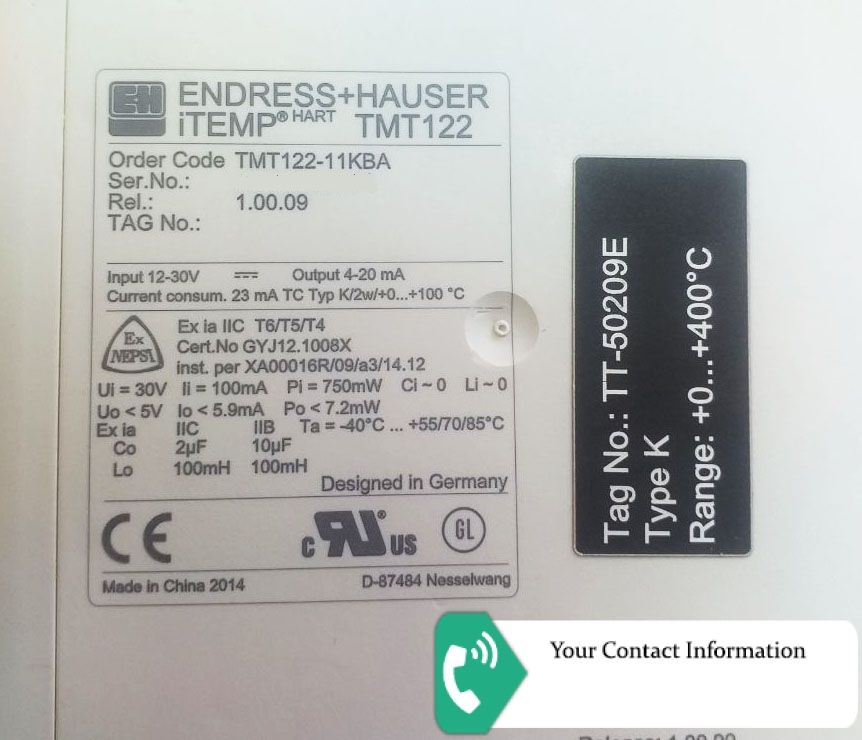 E+H
ENDRESS+HAUSER
iTEMP® HART TMT122
Order Code TMT122-11KBA
Ser.No.:
Rel.: 1.00.09
TAG No.:
Input 12-30V ⎓ Output 4-20 mA
Current consum. 23 mA TC Typ K/2w/+0...+100 °C
Ex NEPSI
Ex ia IIC T6/T5/T4
Cert.No GYJ12.1008X
inst. per XA00016R/09/a3/14.12
Ui = 30V Ii = 100mA Pi = 750mW Ci ~ 0 Li ~ 0
Uo < 5V Io < 5.9mA Po < 7.2mW
Ex ia IIC IIB Ta = -40°C ... +55/70/85°C
Co 2µF 10µF
Lo 100mH 100mH
Designed in Germany
CE c RU® US GL
Made in China 2014 D-87484 Nesselwang
Tag No.: TT-50209E
Type K
Range: +0...+400°C
Your Contact Information